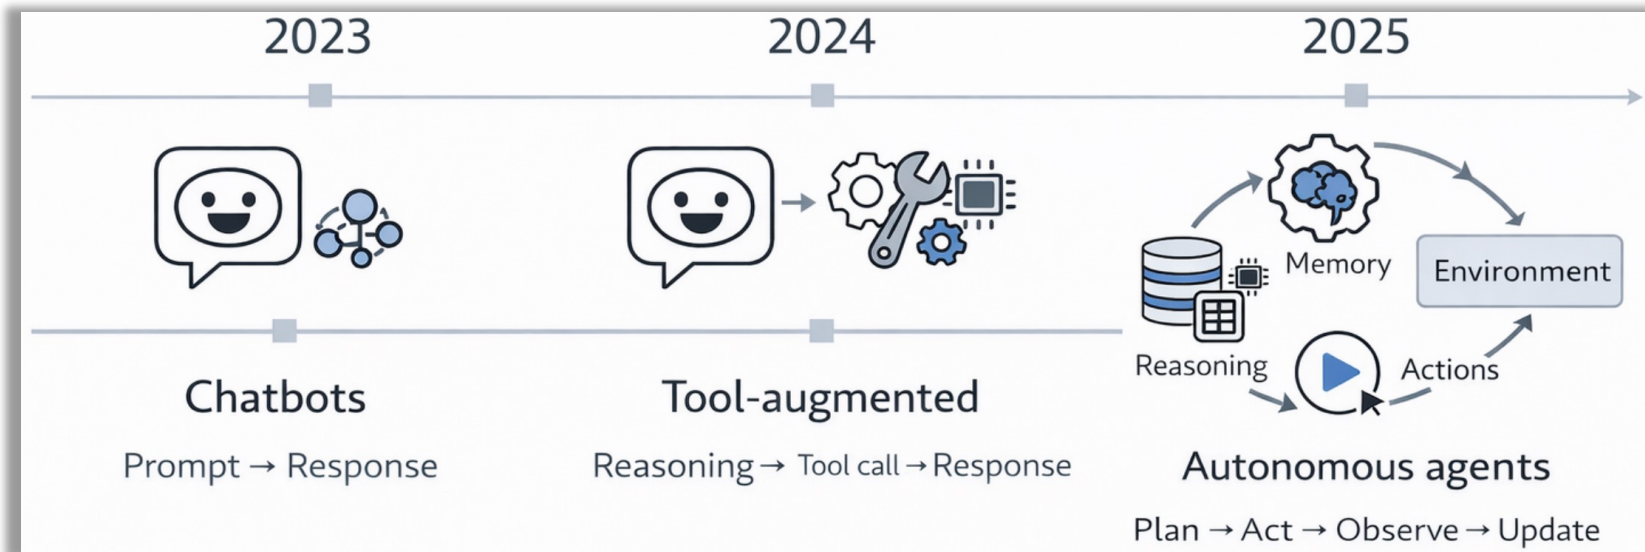 2023
2024
2025
Memory
Environment
Reasoning
Actions
Chatbots
Prompt → Response
Tool-augmented
Reasoning → Tool call → Response
Autonomous agents
Plan → Act → Observe → Update